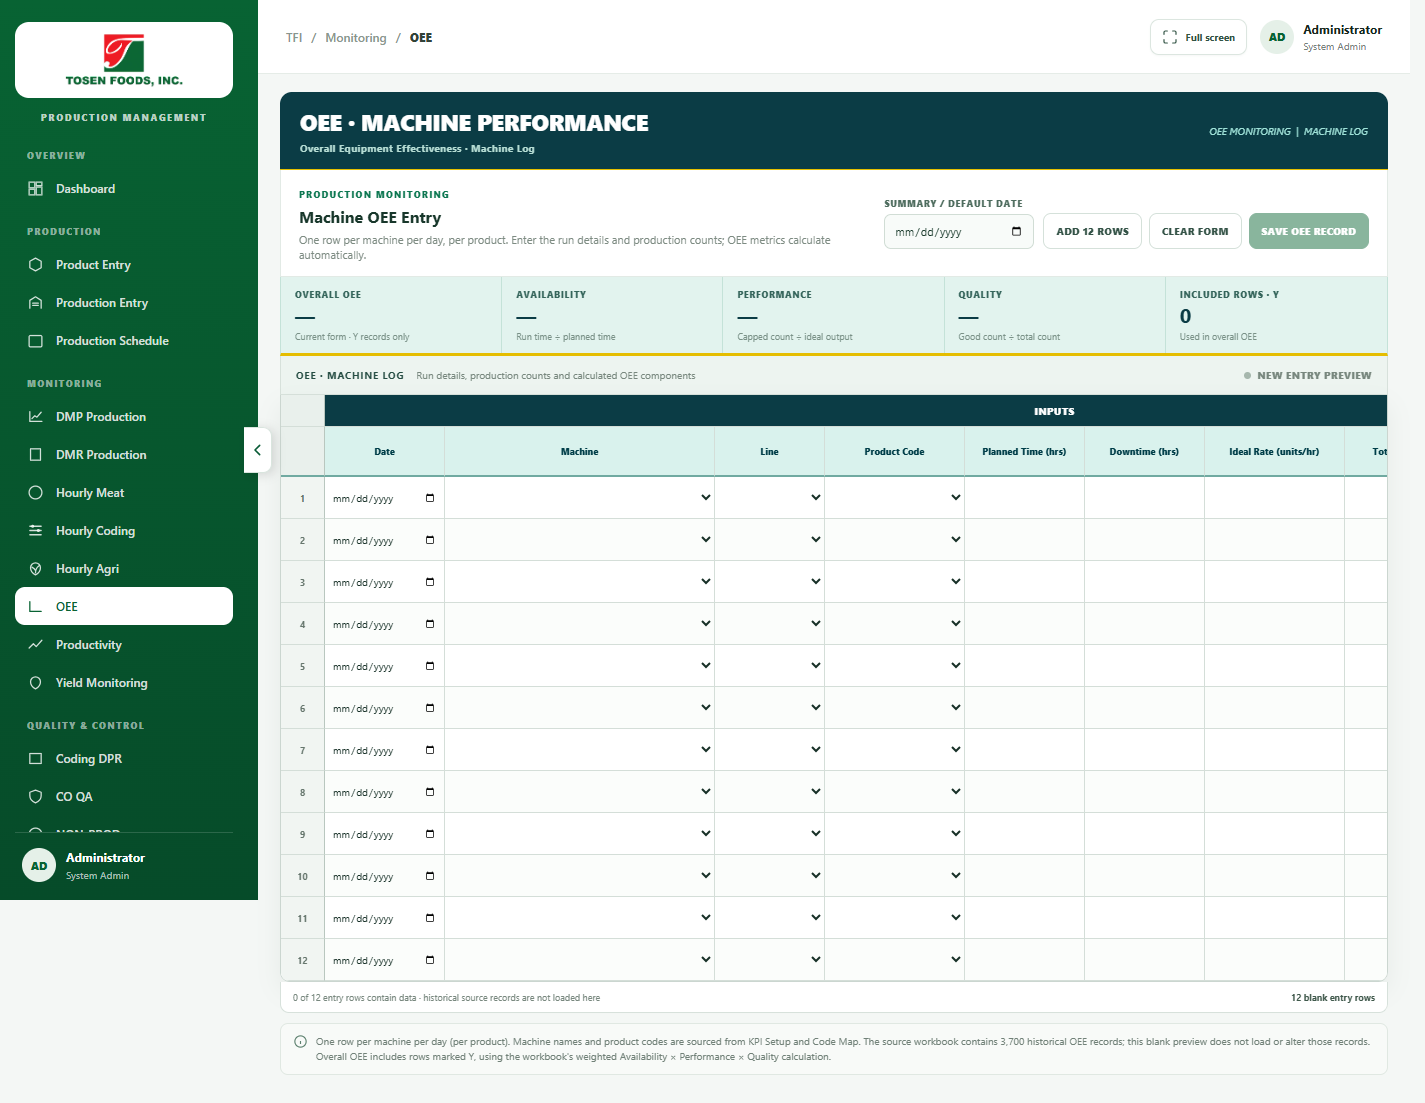 TOSEN FOODS, INC.
PRODUCTION MANAGEMENT
OVERVIEW
Dashboard
PRODUCTION
Product Entry
Production Entry
Production Schedule
MONITORING
DMP Production
DMR Production
Hourly Meat
Hourly Coding
Hourly Agri
OEE
Productivity
Yield Monitoring
QUALITY & CONTROL
Coding DPR
CO QA
AD
Administrator
System Admin
TFI / Monitoring / OEE
Full screen
AD
Administrator
System Admin
OEE · MACHINE PERFORMANCE
Overall Equipment Effectiveness · Machine Log
OEE MONITORING | MACHINE LOG
PRODUCTION MONITORING
Machine OEE Entry
One row per machine per day, per product. Enter the run details and production counts; OEE metrics calculate
automatically.
SUMMARY / DEFAULT DATE
mm/dd/yyyy
ADD 12 ROWS
CLEAR FORM
SAVE OEE RECORD
OVERALL OEE
—
Current form · Y records only
AVAILABILITY
—
Run time ÷ planned time
PERFORMANCE
—
Capped count ÷ ideal output
QUALITY
—
Good count ÷ total count
INCLUDED ROWS · Y
0
Used in overall OEE
OEE · MACHINE LOG Run details, production counts and calculated OEE components
NEW ENTRY PREVIEW
INPUTS
Date Machine Line Product Code Planned Time (hrs) Downtime (hrs) Ideal Rate (units/hr) Tot
1 mm/dd/yyyy
2 mm/dd/yyyy
3 mm/dd/yyyy
4 mm/dd/yyyy
5 mm/dd/yyyy
6 mm/dd/yyyy
7 mm/dd/yyyy
8 mm/dd/yyyy
9 mm/dd/yyyy
10 mm/dd/yyyy
11 mm/dd/yyyy
12 mm/dd/yyyy
0 of 12 entry rows contain data · historical source records are not loaded here
12 blank entry rows
One row per machine per day (per product). Machine names and product codes are sourced from KPI Setup and Code Map. The source workbook contains 3,700 historical OEE records; this blank preview does not load or alter those records.
Overall OEE includes rows marked Y, using the workbook's weighted Availability × Performance × Quality calculation.